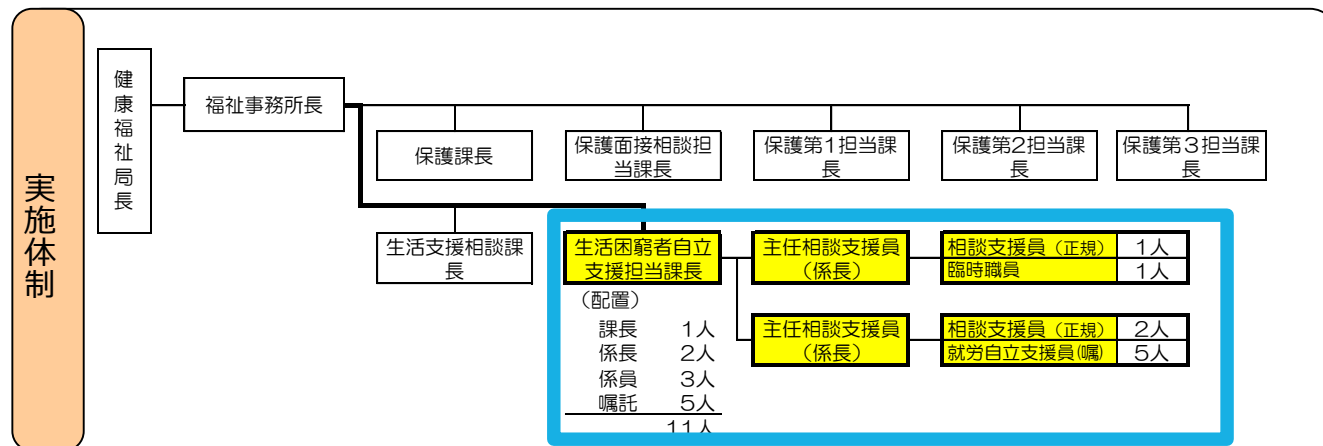 実施体制
健康福祉局長
福祉事務所長
保護課長
保護面接相談担
当課長
保護第1担当課
長
保護第2担当課
長
保護第3担当課
長
生活支援相談課
長
生活困窮者自立
支援担当課長
(配置)
課長 1人
係長 2人
係員 3人
嘱託 5人
11人
主任相談支援員
(係長)
相談支援員(正規) 1人
臨時職員 1人
主任相談支援員
(係長)
相談支援員(正規) 2人
就労自立支援員(嘱) 5人